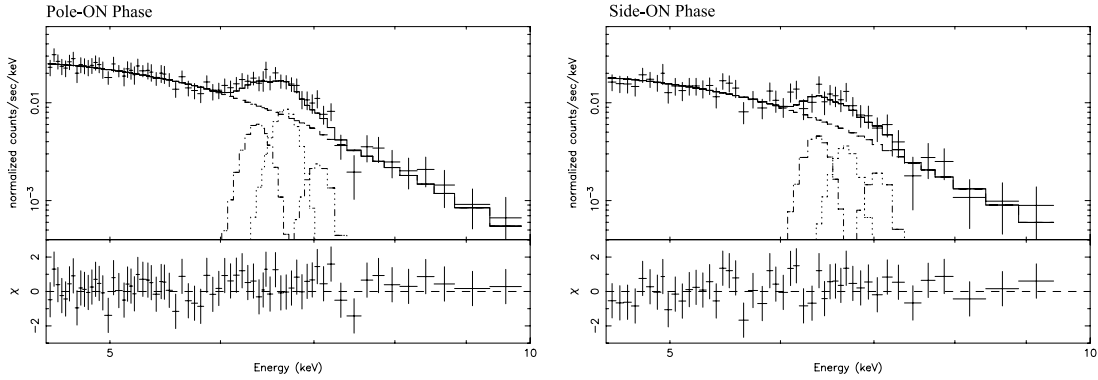 Pole-ON Phase
normalized counts/sec/keV
0.01
10−3
χ
2
0
−2
5
10
Energy (keV)
Side-ON Phase
normalized counts/sec/keV
0.01
10−3
χ
2
0
−2
5
10
Energy (keV)